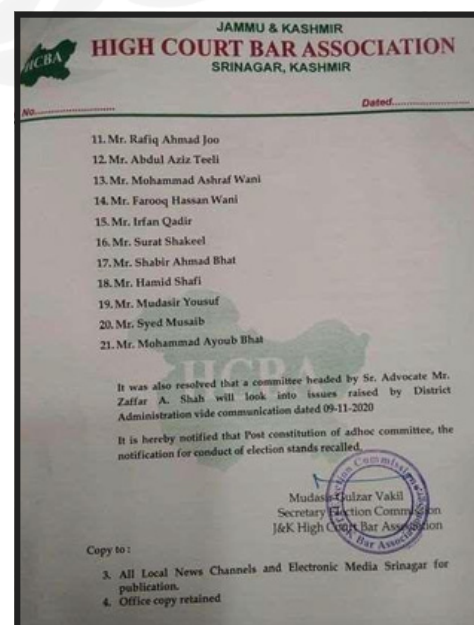 JAMMU & KASHMIR
HIGH COURT BAR ASSOCIATION
SRINAGAR, KASHMIR
HCBA
No.........................
Dated.....................
11. Mr. Rafiq Ahmad Joo
12. Mr. Abdul Aziz Teeli
13. Mr. Mohammad Ashraf Wani
14. Mr. Farooq Hassan Wani
15. Mr. Irfan Qadir
16. Mr. Surat Shakeel
17. Mr. Shabir Ahmad Bhat
18. Mr. Hamid Shafi
19. Mr. Mudasir Yousuf
20. Mr. Syed Musaib
21. Mr. Mohammad Ayoub Bhat
HCBA
It was also resolved that a committee headed by Sr. Advocate Mr.
Zaffar A. Shah will look into issues raised by District
Administration vide communication dated 09-11-2020
It is hereby notified that Post constitution of adhoc committee, the
notification for conduct of election stands recalled.
Mudasir Gulzar Vakil
Secretary Election Commission
J&K High Court Bar Association
Copy to :
3. All Local News Channels and Electronic Media Srinagar for
publication.
4. Office copy retained